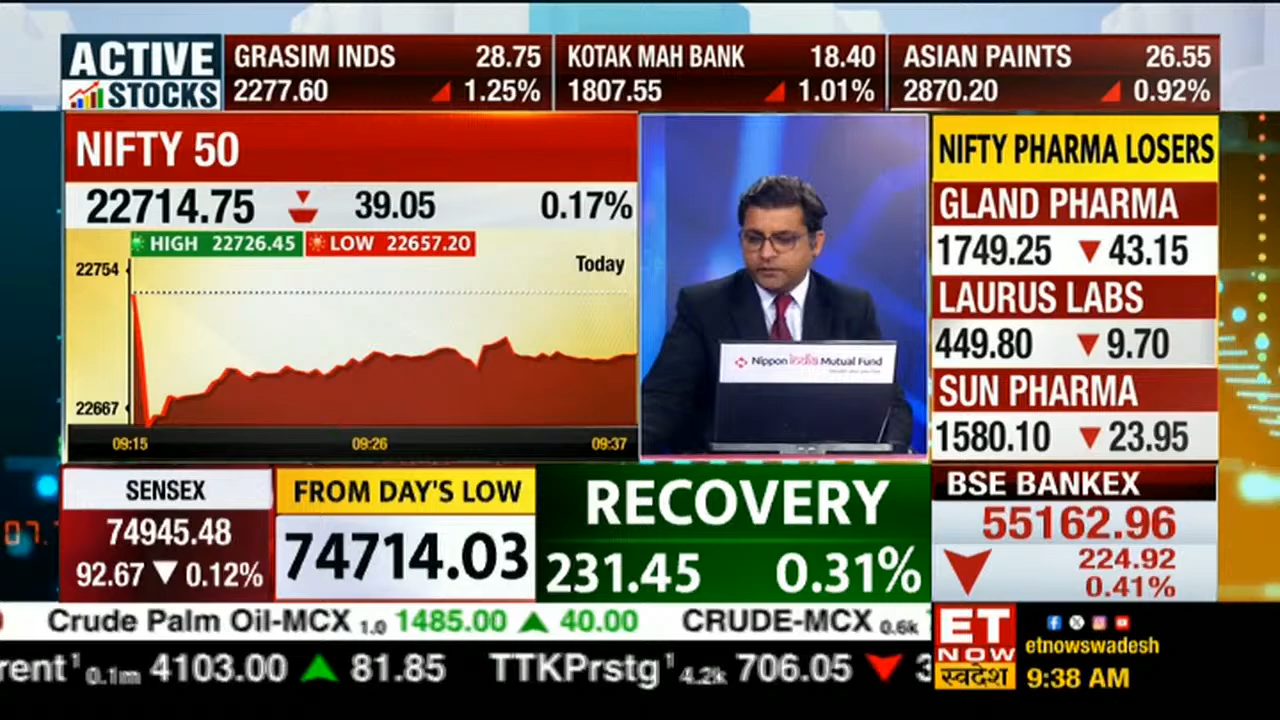 ACTIVE
STOCKS
GRASIM INDS 28.75
2277.60 1.25%
KOTAK MAH BANK 18.40
1807.55 1.01%
ASIAN PAINTS 26.55
2870.20 0.92%
NIFTY 50
22714.75 39.05 0.17%
HIGH 22726.45 LOW 22657.20
22754
Today
22667
09:15 09:26 09:37
Nippon india Mutual Fund
NIFTY PHARMA LOSERS
GLAND PHARMA
1749.25 ▼ 43.15
LAURUS LABS
449.80 ▼ 9.70
SUN PHARMA
1580.10 ▼ 23.95
SENSEX
74945.48
92.67 ▼ 0.12%
FROM DAY'S LOW
74714.03
RECOVERY
231.45 0.31%
BSE BANKEX
55162.96
224.92
0.41%
Crude Palm Oil-MCX 1.0 1485.00 ▲ 40.00 CRUDE-MCX 0.6k
rent¹ 0.1m 4103.00 ▲ 81.85 TTKPrstg¹ 4.2k 706.05 ▼ 3
ET
NOW
स्वदेश
etnowswadesh
9:38 AM